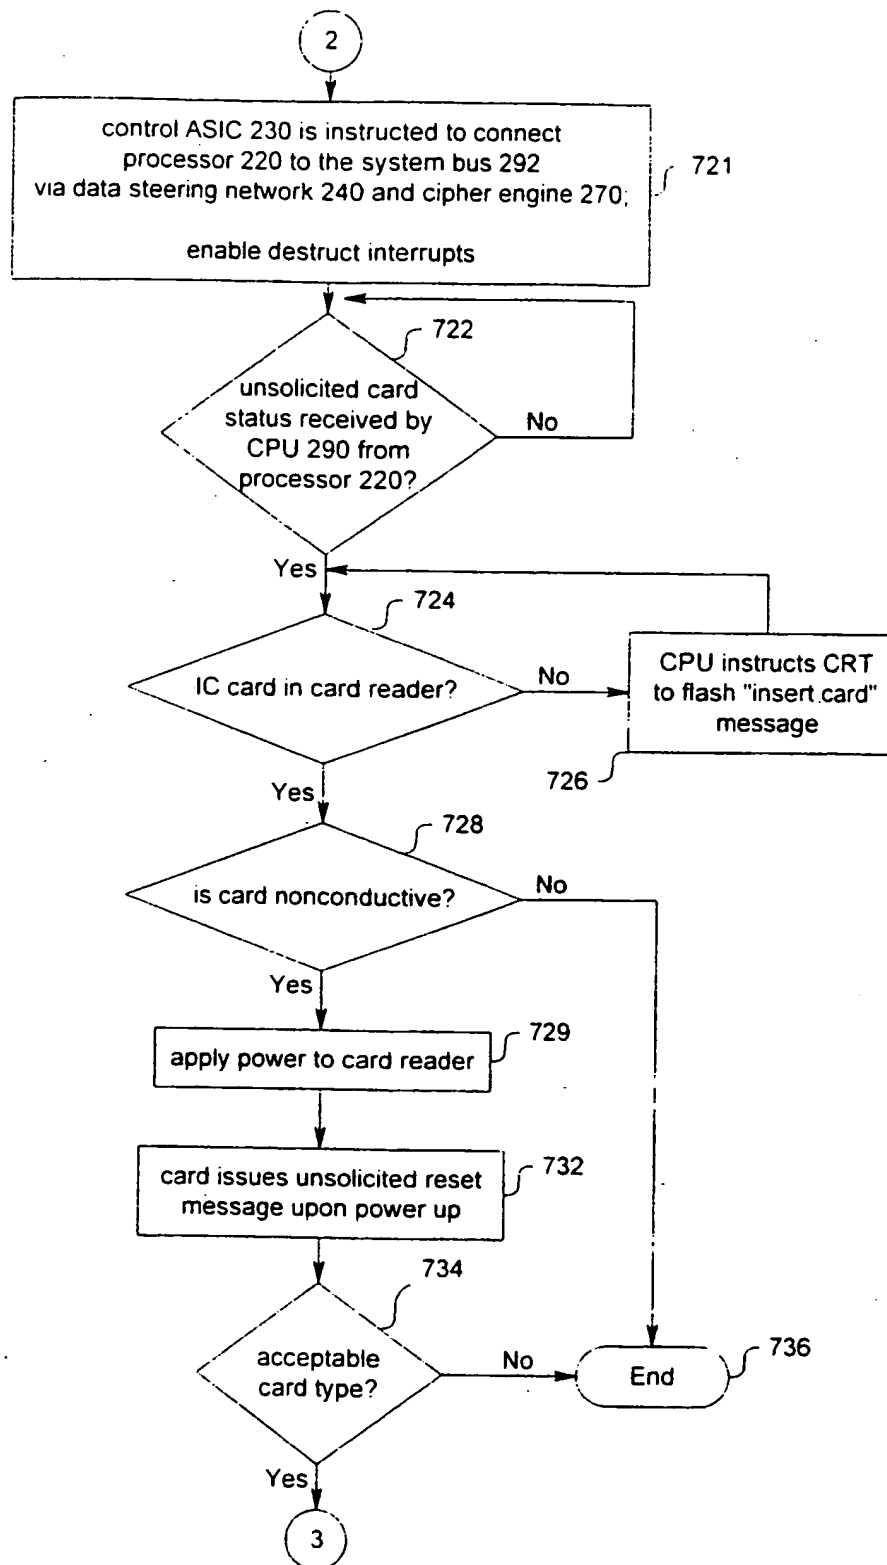 2
control ASIC 230 is instructed to connect
processor 220 to the system bus 292
via data steering network 240 and cipher engine 270;
721
enable destruct interrupts
722
unsolicited card
status received by
CPU 290 from
processor 220?
No
Yes
724
IC card in card reader?
No
CPU instructs CRT
to flash "insert card"
message
726
Yes
728
is card nonconductive?
No
Yes
729
apply power to card reader
732
card issues unsolicited reset
message upon power up
734
acceptable
card type?
No
End
736
Yes
3